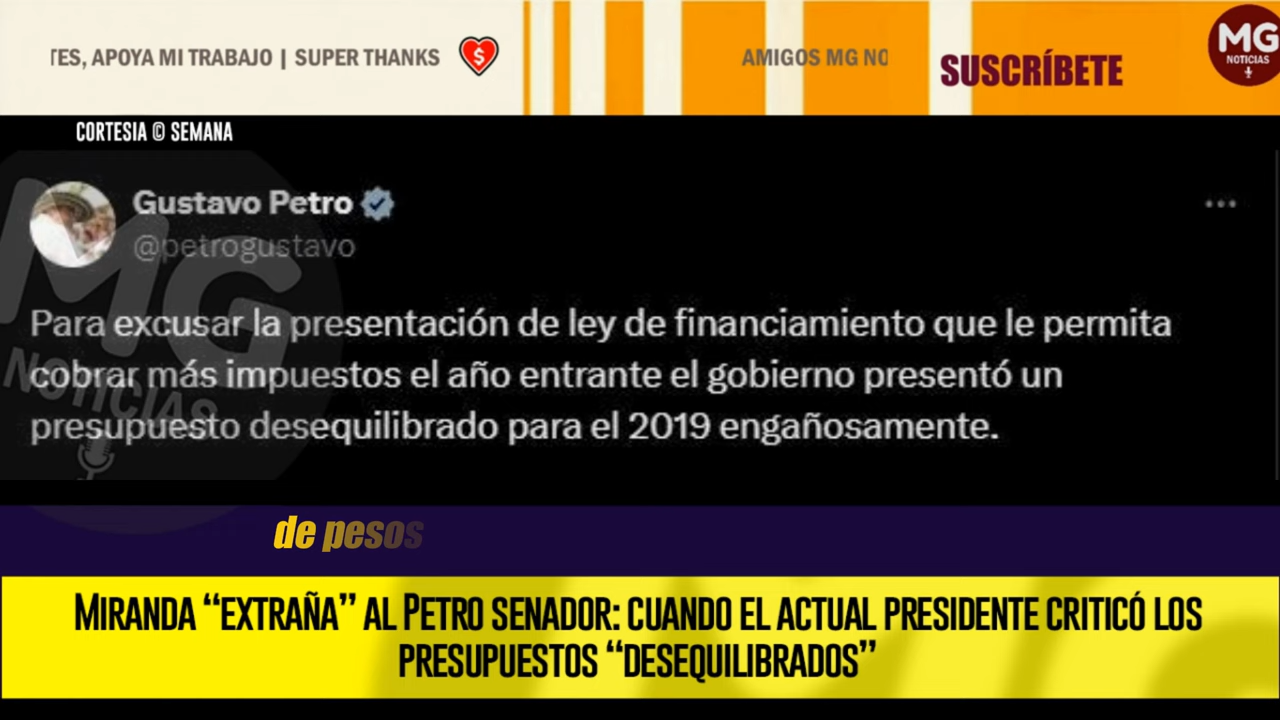 TES, APOYA MI TRABAJO | SUPER THANKS
$
AMIGOS MG NO
SUSCRÍBETE
MG
NOTICIAS
CORTESIA © SEMANA
Gustavo Petro
@petrogustavo
MG
NOTICIAS
Para excusar la presentación de ley de financiamiento que le permita
cobrar más impuestos el año entrante el gobierno presentó un
presupuesto desequilibrado para el 2019 engañosamente.
de pesos
MIRANDA “EXTRAÑA” AL PETRO SENADOR: CUANDO EL ACTUAL PRESIDENTE CRITICÓ LOS
PRESUPUESTOS “DESEQUILIBRADOS”